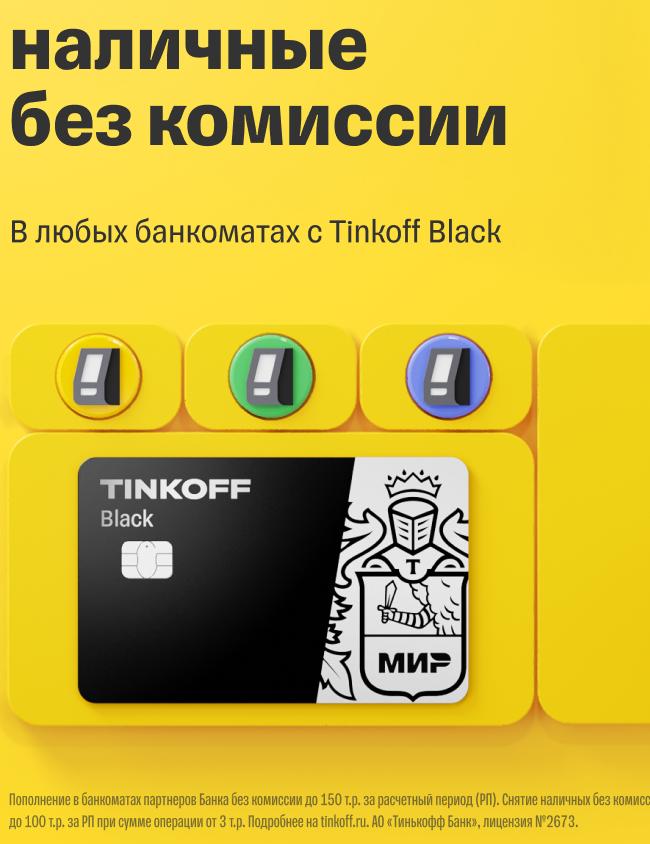 наличные
без комиссии
В любых банкоматах с Tinkoff Black
TINKOFF
Black
T
МИР
Пополнение в банкоматах партнеров Банка без комиссии до 150 т.р. за расчетный период (РП). Снятие наличных без
до 100 т.р. за РП при сумме операции от 3 т.р. Подробнее на tinkoff.ru. АО «Тинькофф Банк», лицензия №2673.